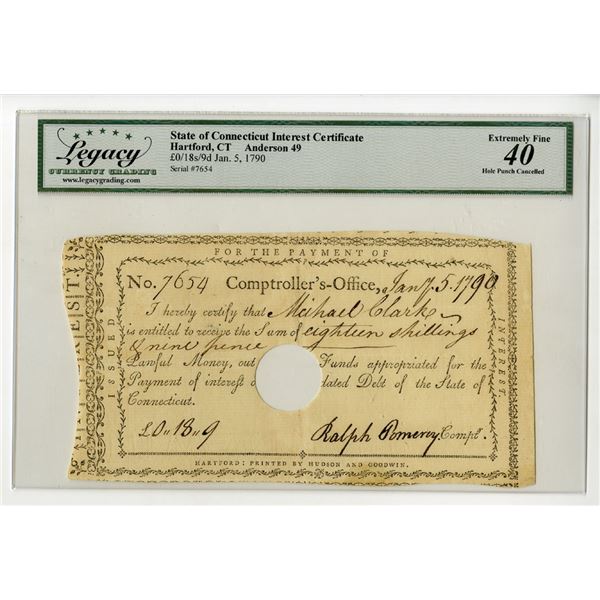 Legacy
CURRENCY GRADING
www.legacygrading.com
State of Connecticut Interest Certificate
Hartford, CT Anderson 49
£0/18s/9d Jan. 5, 1790
Serial #7654
Extremely Fine
40
Hole Punch Cancelled
FOR THE PAYMENT OF
ISSUED
INTEREST.
No. 7654 Comptroller's-Office, Jany. 5. 1790
I hereby certify that Michael Clark
is entitled to receive the Sum of eighteen shillings
& nine pence
Lawful Money, out Funds appropriated for the
Payment of interest o dated Debt of the State of
Connecticut.
£0"18"9 Ralph Pomeroy Compt.
HARTFORD: PRINTED BY HUDSON AND GOODWIN.